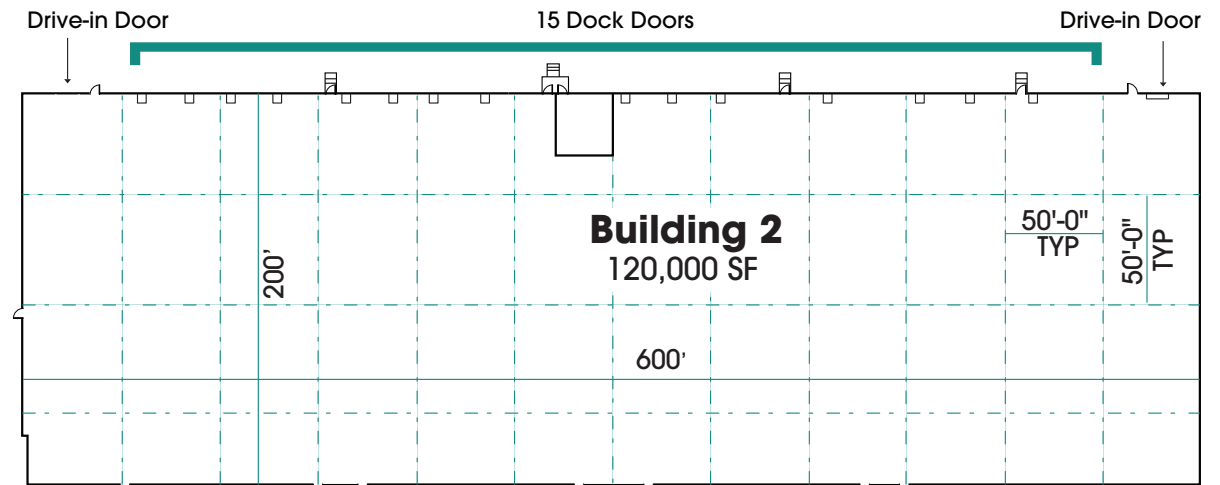 Drive-in Door
15 Dock Doors
Drive-in Door
Building 2
120,000 SF
50'-0"
TYP
50'-0"
TYP
200'
600'